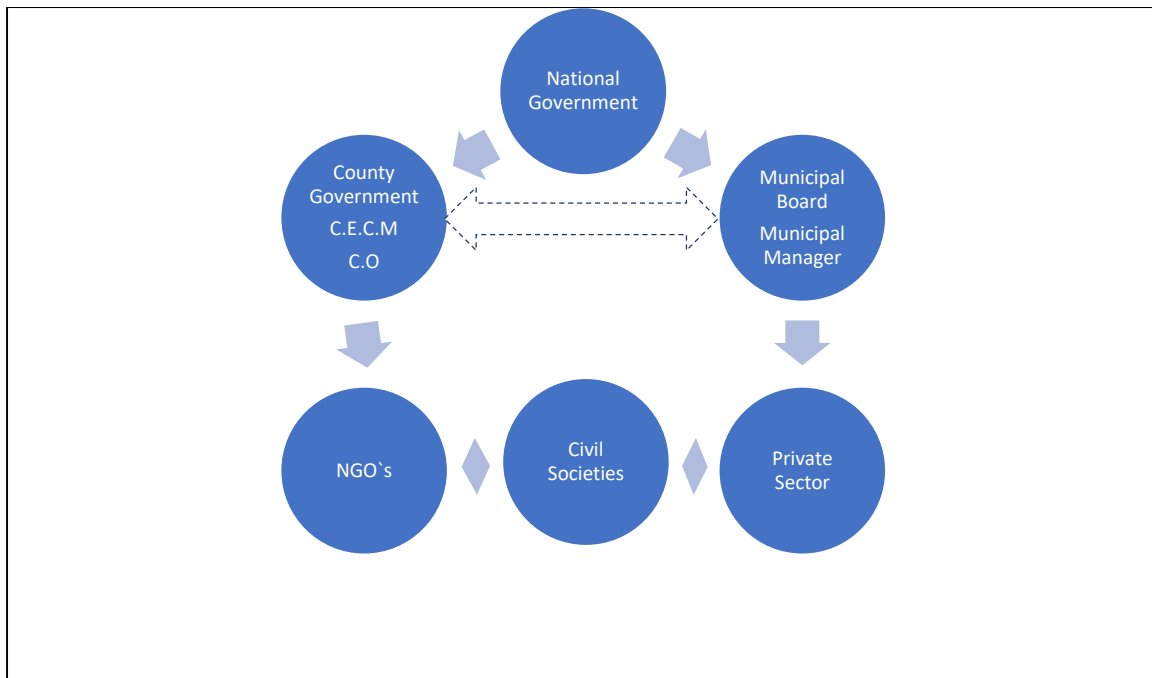 National
Government
County
Government
C.E.C.M
C.O
Municipal
Board
Municipal
Manager
NGO`s
Civil
Societies
Private
Sector